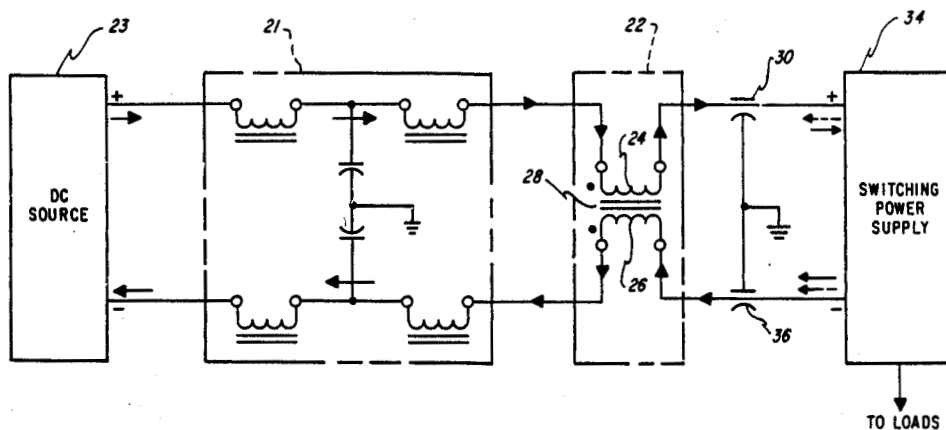 23
21
22
34
30
+
+
24
28
DC
SOURCE
SWITCHING
POWER
SUPPLY
26
−
−
36
TO LOADS